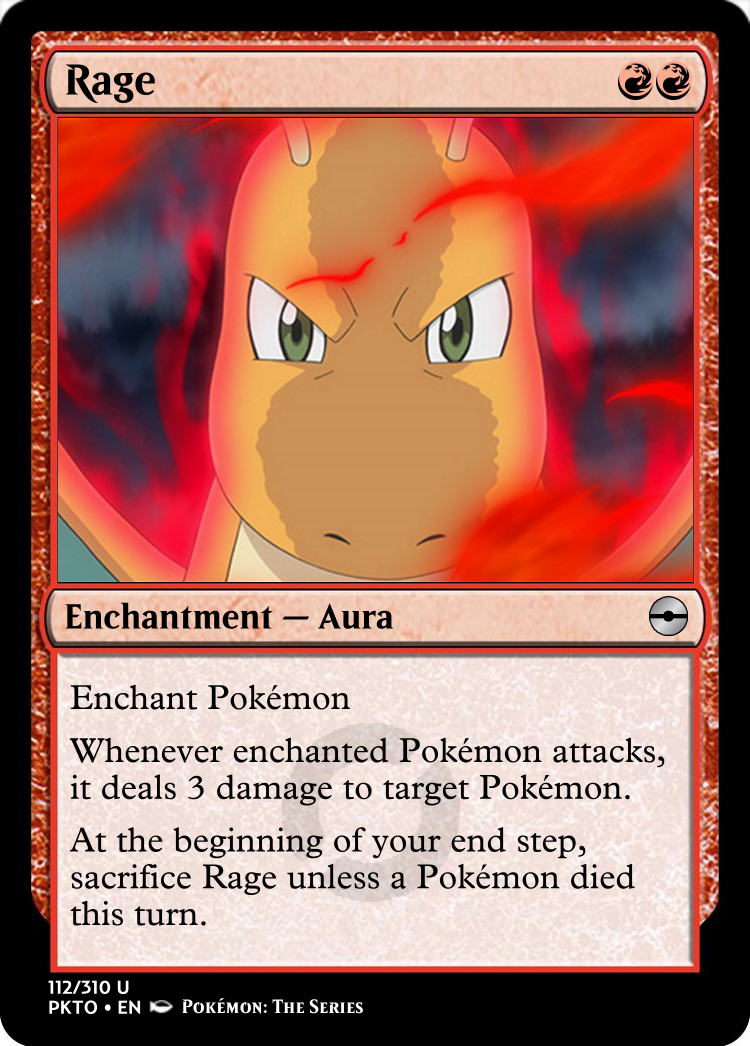 Rage
Enchantment — Aura
Enchant Pokémon
Whenever enchanted Pokémon attacks,
it deals 3 damage to target Pokémon.
At the beginning of your end step,
sacrifice Rage unless a Pokémon died
this turn.
112/310 U
PKTO • EN Pokémon: The Series